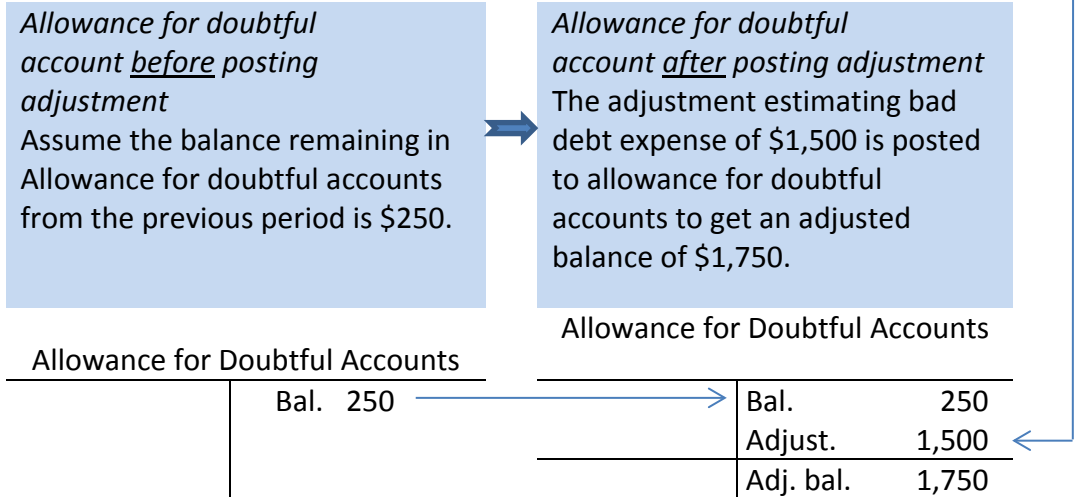 Allowance for doubtful
account before posting
adjustment
Assume the balance remaining in
Allowance for doubtful accounts
from the previous period is $250.
Allowance for doubtful
account after posting adjustment
The adjustment estimating bad
debt expense of $1,500 is posted
to allowance for doubtful
accounts to get an adjusted
balance of $1,750.
Allowance for Doubtful Accounts
Bal. 250
Allowance for Doubtful Accounts
Bal. 250
Adjust. 1,500
Adj. bal. 1,750